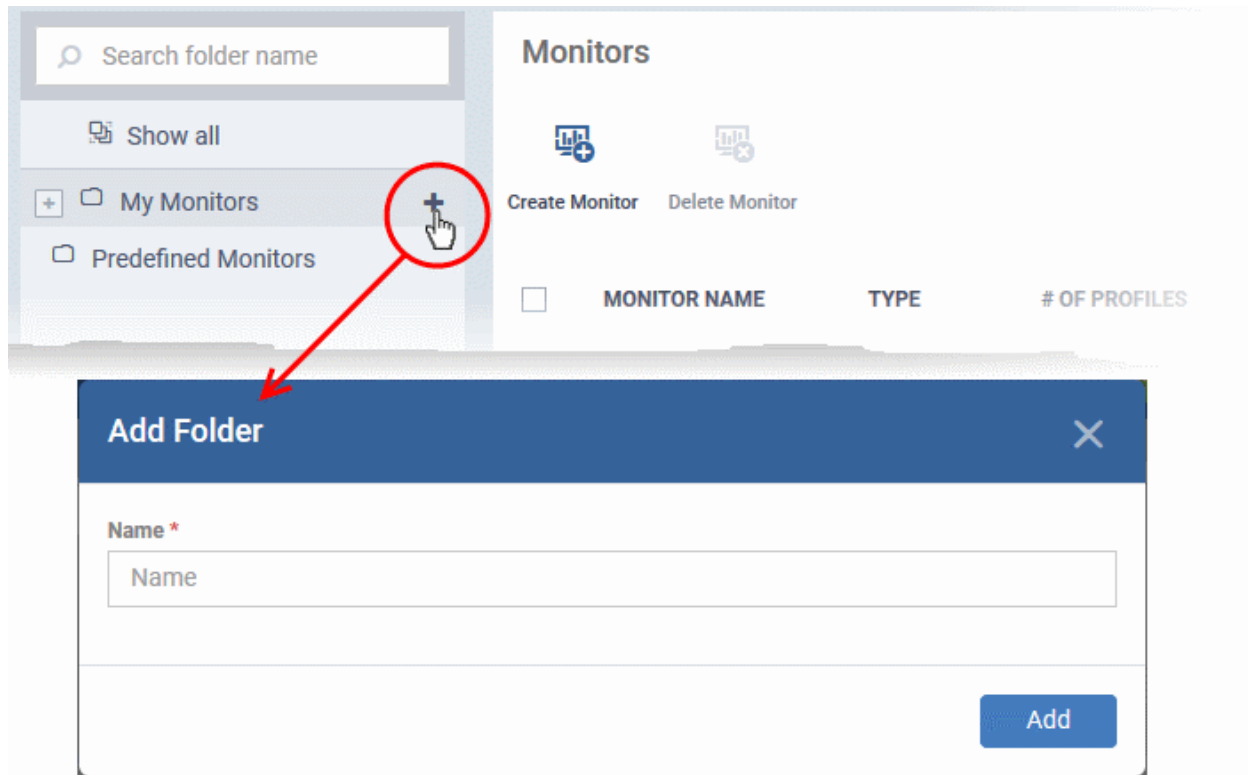 Search folder name
Show all
My Monitors
Predefined Monitors
Monitors
Create Monitor
Delete Monitor
MONITOR NAME
TYPE
# OF PROFILES
Add Folder
Name *
Name
Add